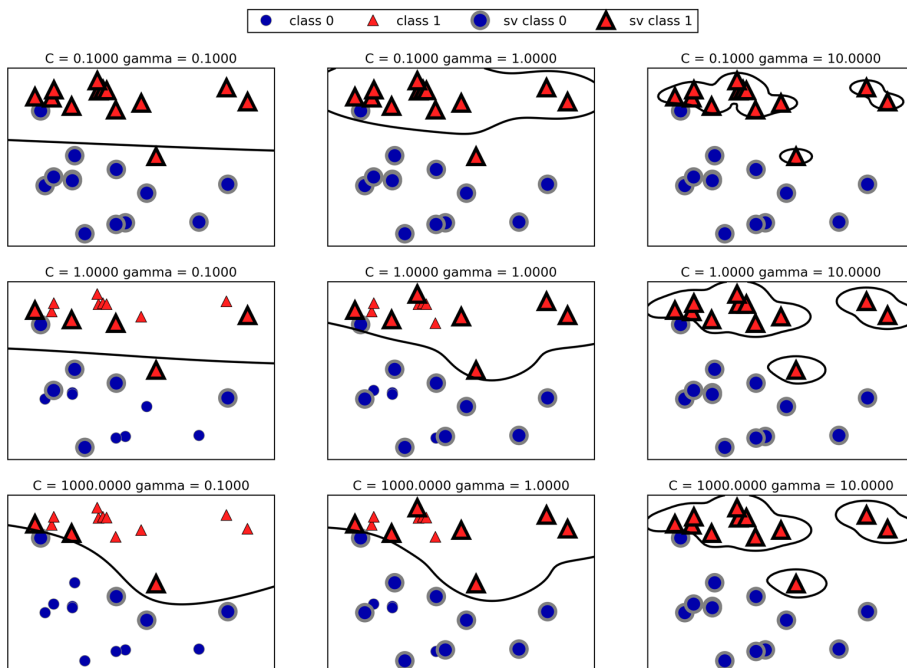 class 0 class 1 sv class 0 sv class 1
C = 0.1000 gamma = 0.1000
C = 0.1000 gamma = 1.0000
C = 0.1000 gamma = 10.0000
C = 1.0000 gamma = 0.1000
C = 1.0000 gamma = 1.0000
C = 1.0000 gamma = 10.0000
C = 1000.0000 gamma = 0.1000
C = 1000.0000 gamma = 1.0000
C = 1000.0000 gamma = 10.0000